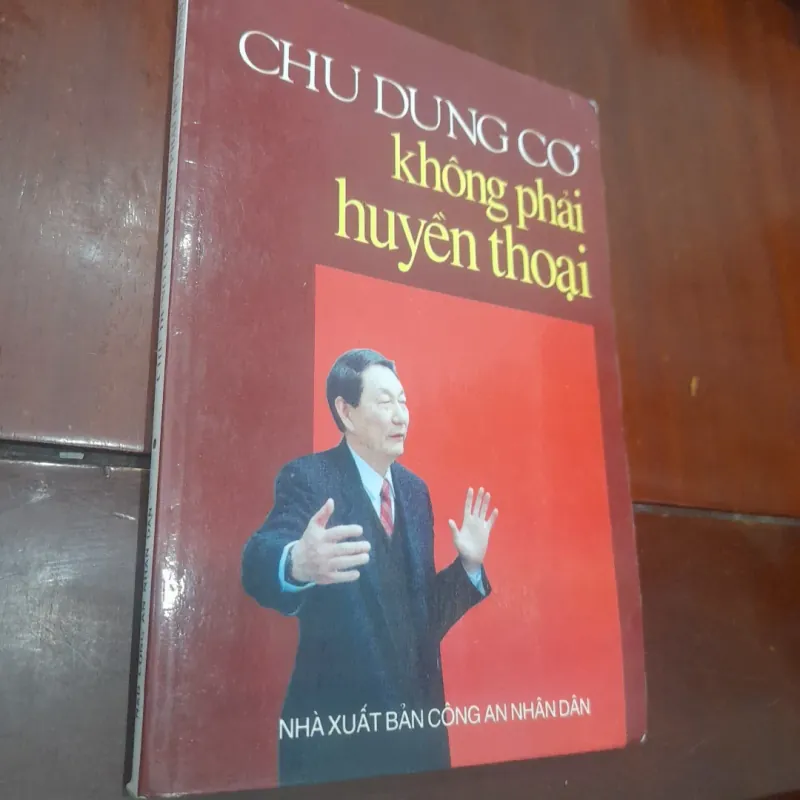 CHU DUNG CƠ
không phải
huyền thoại
NHÀ XUẤT BẢN CÔNG AN NHÂN DÂN